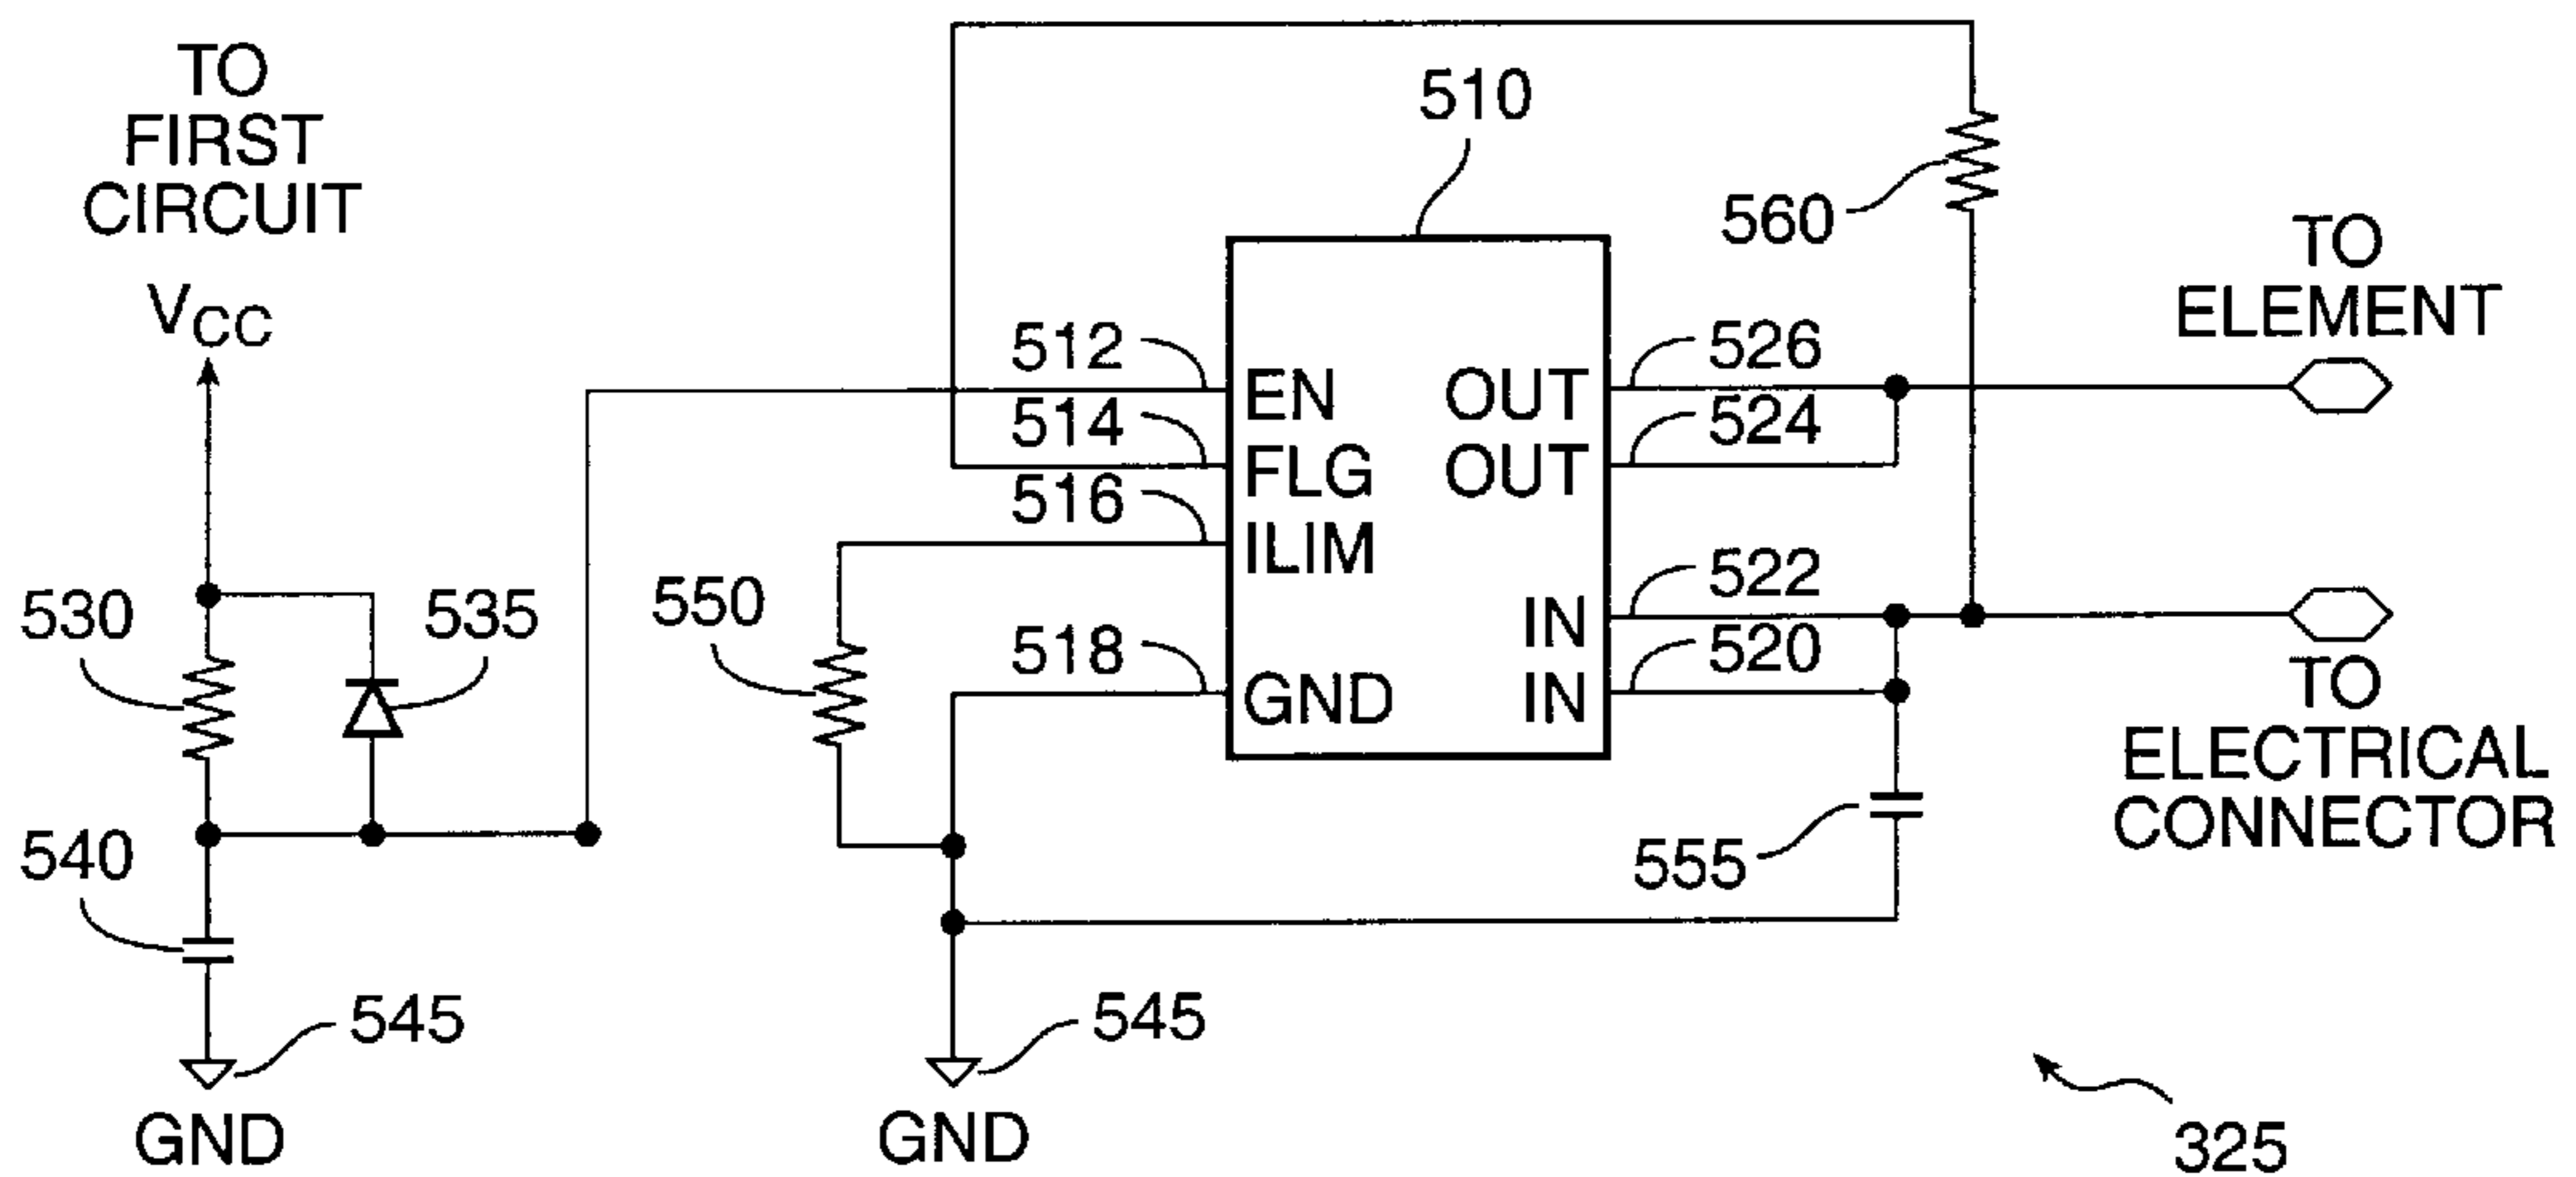 TO
FIRST
CIRCUIT
VCC
510
560
TO
ELEMENT
512
526
EN
OUT
514
524
FLG
OUT
516
ILIM
522
530
535
550
IN
518
520
GND
IN
TO
ELECTRICAL
CONNECTOR
540
555
545
545
GND
GND
325